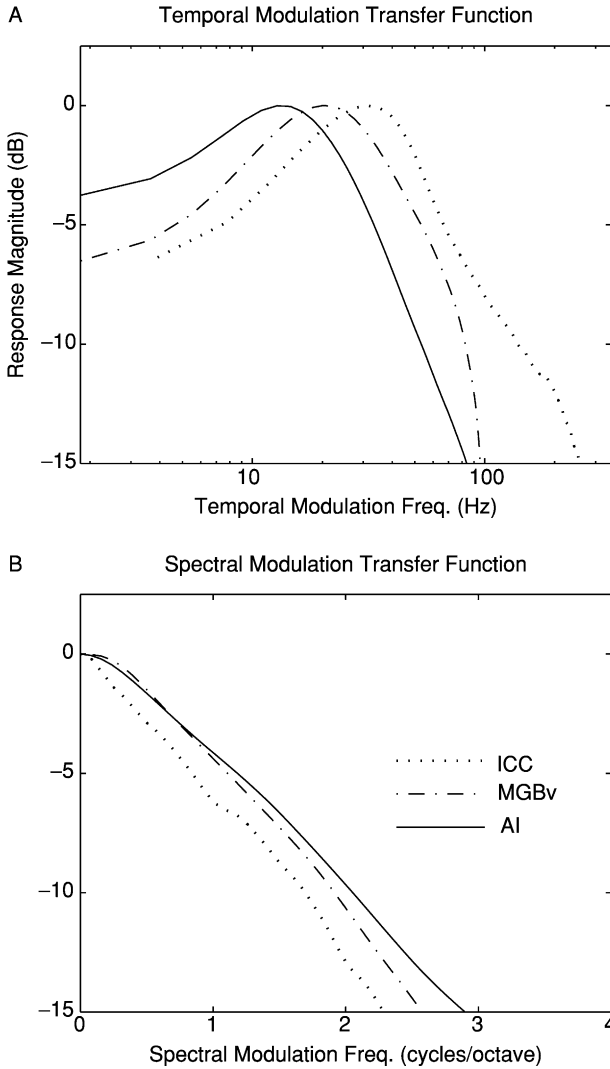 A
Temporal Modulation Transfer Function
0
−5
−10
−15
Response Magnitude (dB)
10
100
Temporal Modulation Freq. (Hz)
B
Spectral Modulation Transfer Function
0
−5
−10
−15
ICC
MGBv
AI
0
1
2
3
4
Spectral Modulation Freq. (cycles/octave)